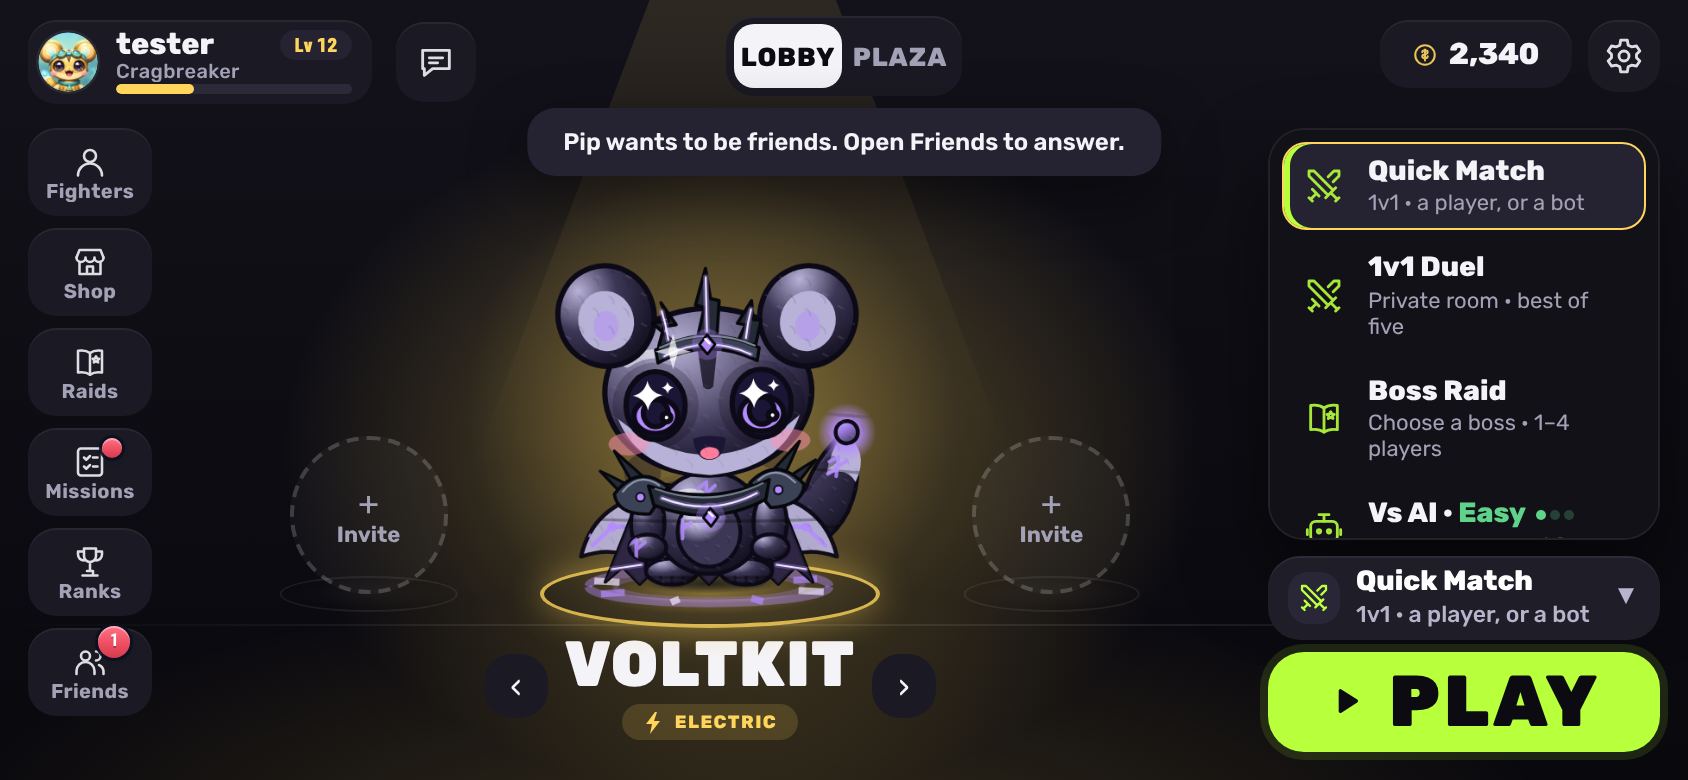 tester
Lv 12
Cragbreaker
LOBBY PLAZA
2,340
Pip wants to be friends. Open Friends to answer.
Fighters
Shop
Raids
Missions
Ranks
1
Friends
+
Invite
+
Invite
VOLTKIT
ELECTRIC
Quick Match
1v1 • a player, or a bot
1v1 Duel
Private room • best of
five
Boss Raid
Choose a boss • 1–4
players
Vs AI • Easy
Quick Match
1v1 • a player, or a bot
PLAY